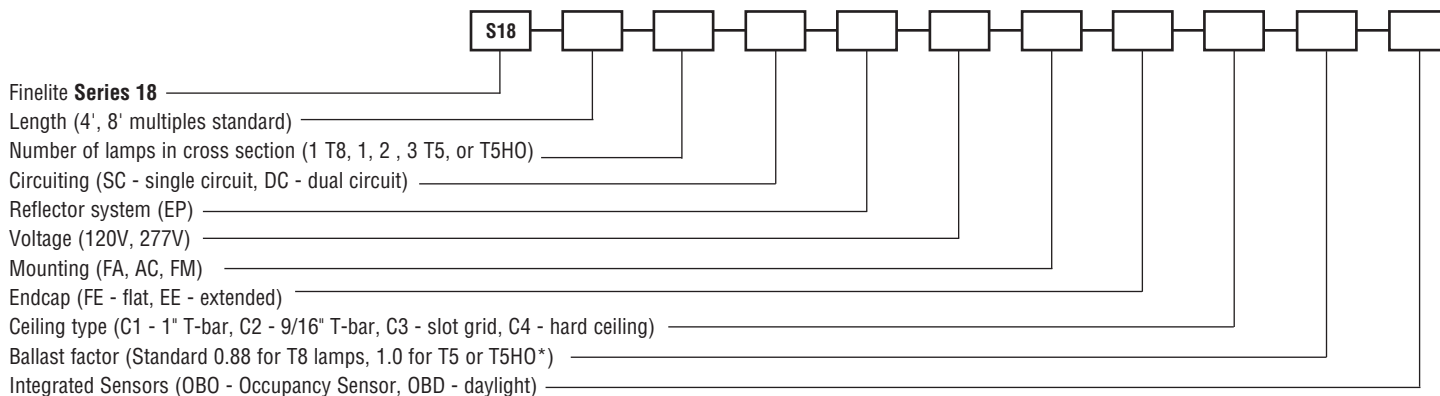 S18
Finelite Series 18
Length (4', 8' multiples standard)
Number of lamps in cross section (1 T8, 1, 2 , 3 T5, or T5HO)
Circuiting (SC - single circuit, DC - dual circuit)
Reflector system (EP)
Voltage (120V, 277V)
Mounting (FA, AC, FM)
Endcap (FE - flat, EE - extended)
Ceiling type (C1 - 1" T-bar, C2 - 9/16" T-bar, C3 - slot grid, C4 - hard ceiling)
Ballast factor (Standard 0.88 for T8 lamps, 1.0 for T5 or T5HO*)
Integrated Sensors (OBO - Occupancy Sensor, OBD - daylight)